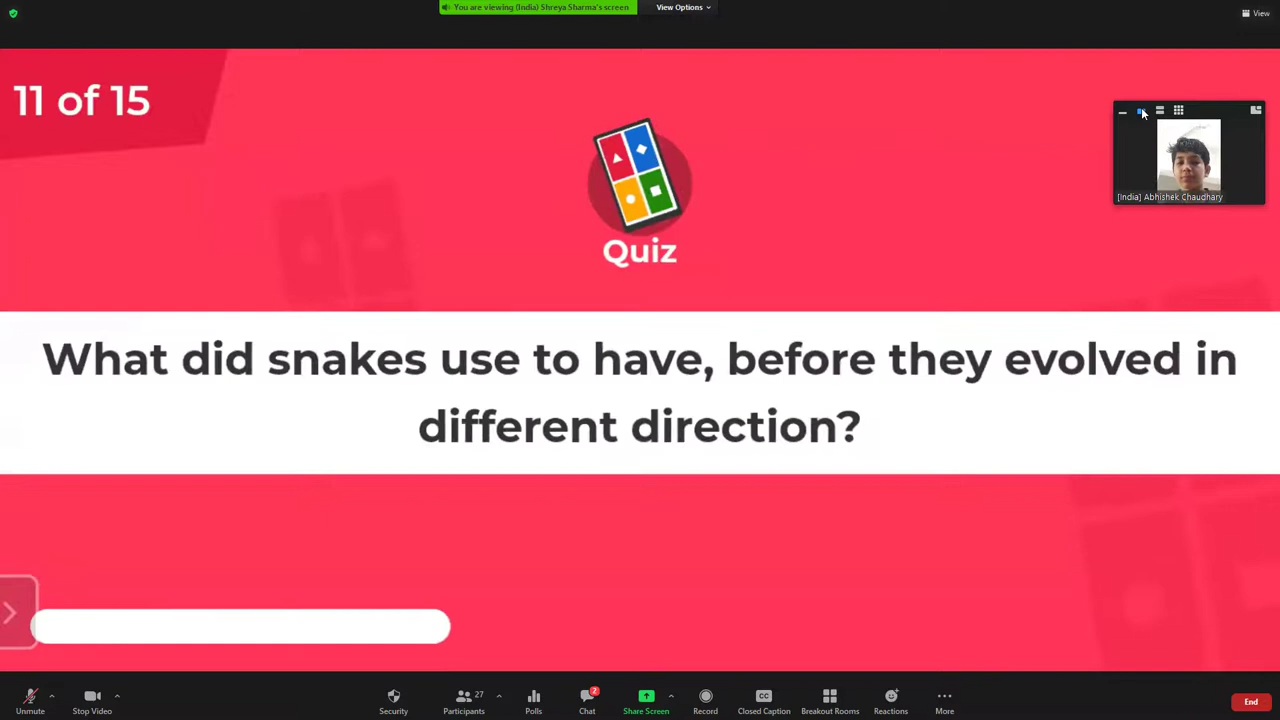 You are viewing (India) Shreya Sharma's screen
View Options
View
11 of 15
[India] Abhishek Chaudhary
Quiz
What did snakes use to have, before they evolved in
different direction?
Unmute
Stop Video
Security
27
Participants
Polls
2
Chat
Share Screen
Record
CC
Closed Caption
Breakout Rooms
Reactions
More
End